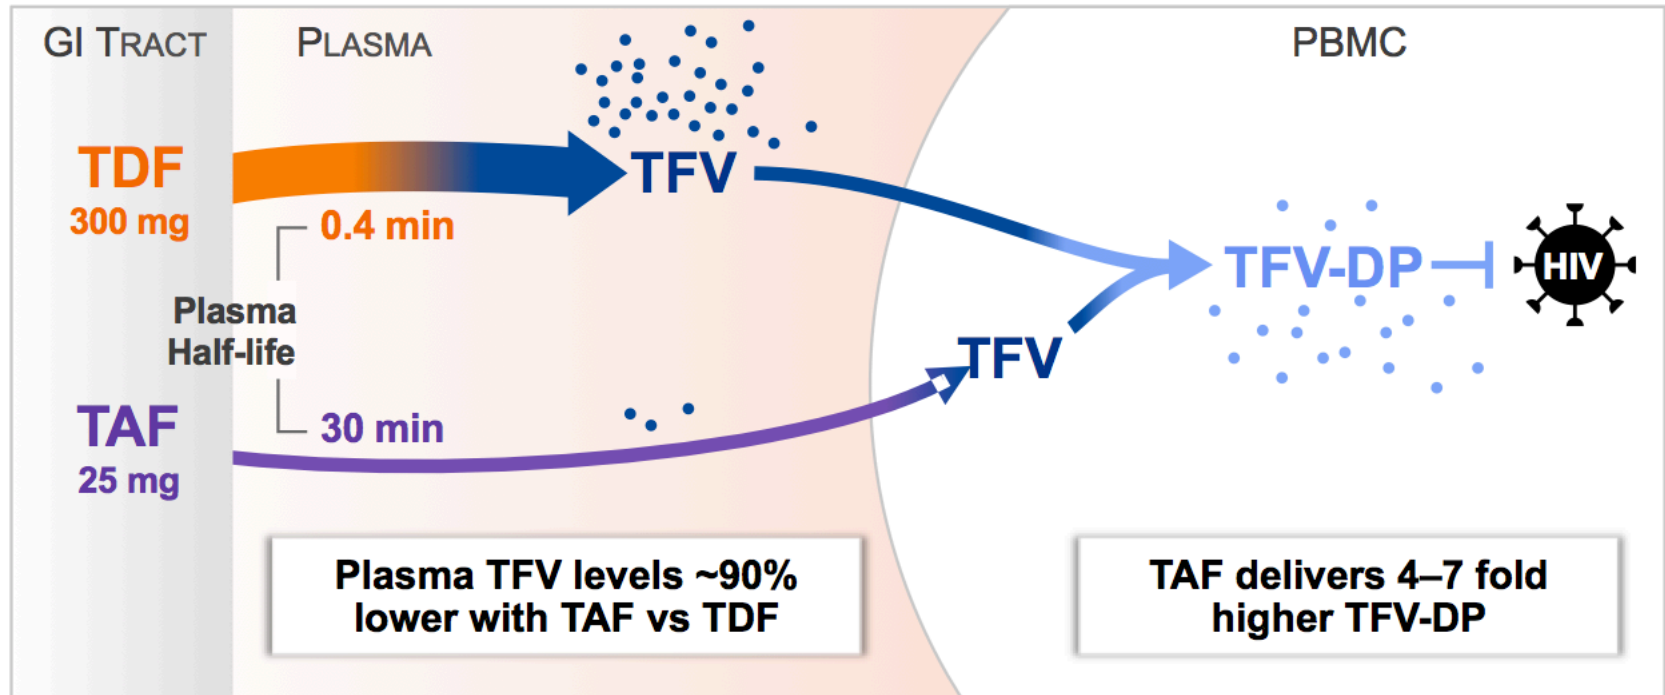 GI TRACT
PLASMA
PBMC
TDF
300 mg
TFV
0.4 min
TFV-DP
HIV
Plasma
Half-life
TFV
TAF
25 mg
30 min
Plasma TFV levels ~90%
lower with TAF vs TDF
TAF delivers 4–7 fold
higher TFV-DP